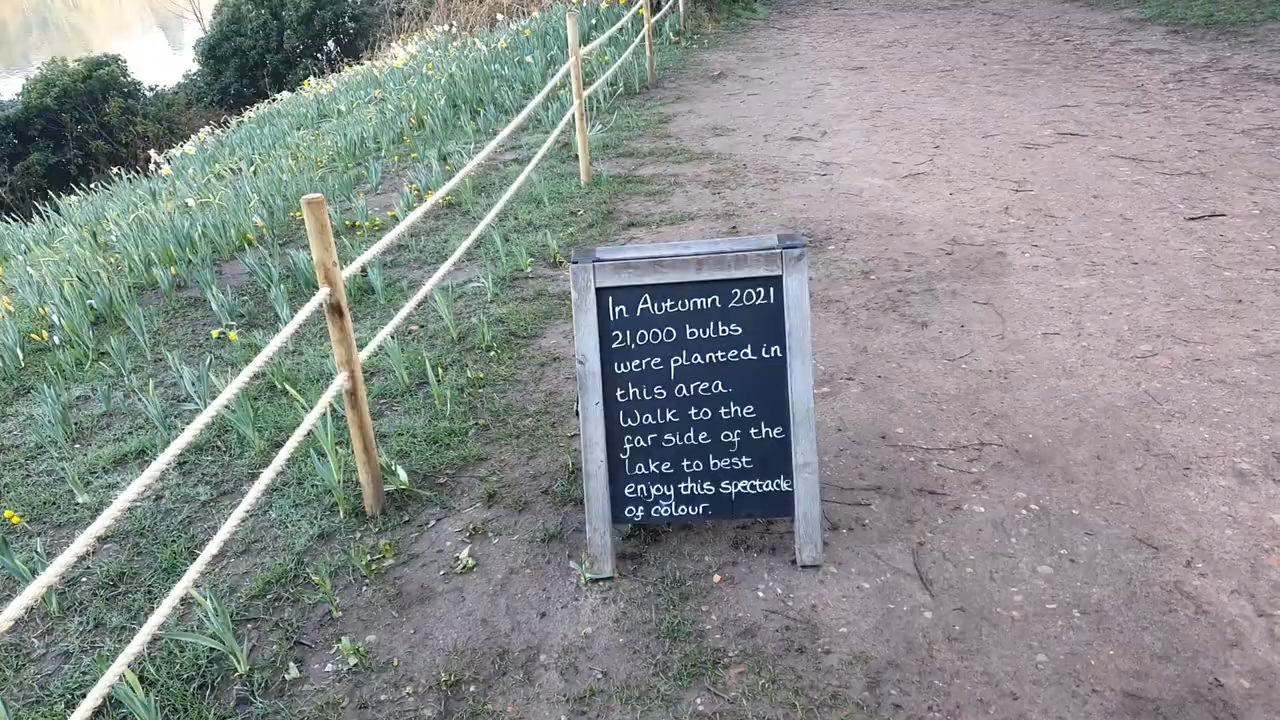 In Autumn 2021
21,000 bulbs
were planted in
this area.
Walk to the
far side of the
lake to best
enjoy this spectacle
of colour.